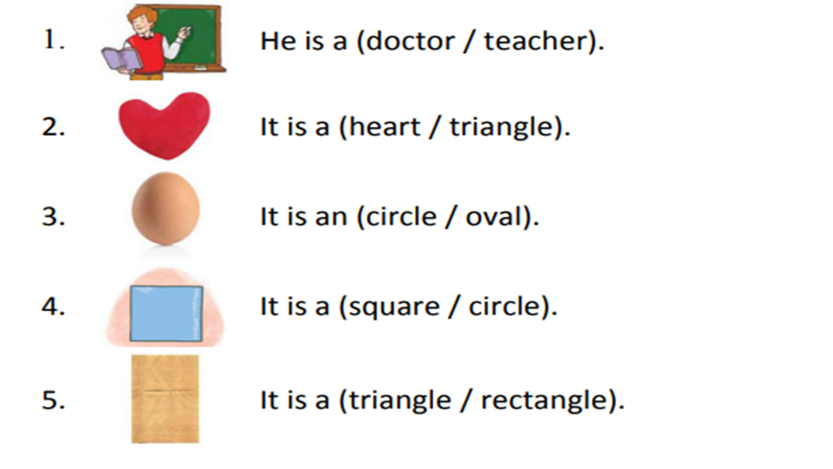 1. He is a (doctor / teacher).
2. It is a (heart / triangle).
3. It is an (circle / oval).
4. It is a (square / circle).
5. It is a (triangle / rectangle).